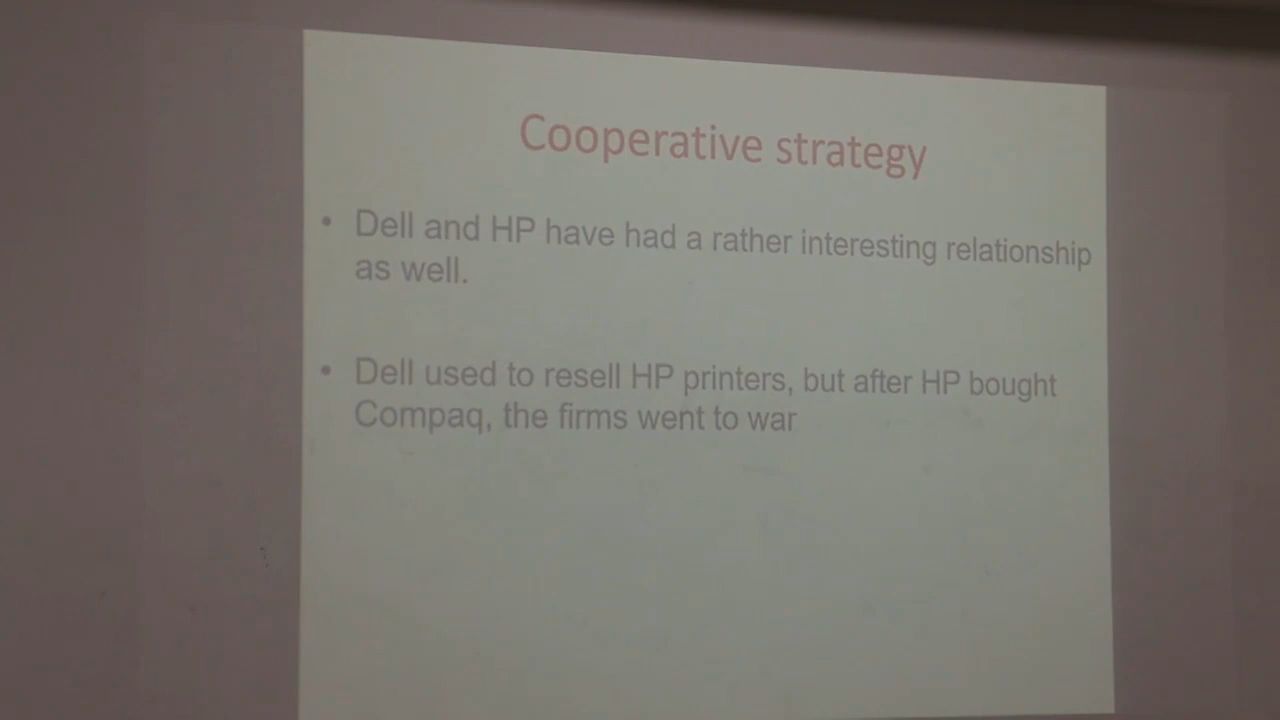 Cooperative strategy
• Dell and HP have had a rather interesting relationship
as well.
• Dell used to resell HP printers, but after HP bought
Compaq, the firms went to war